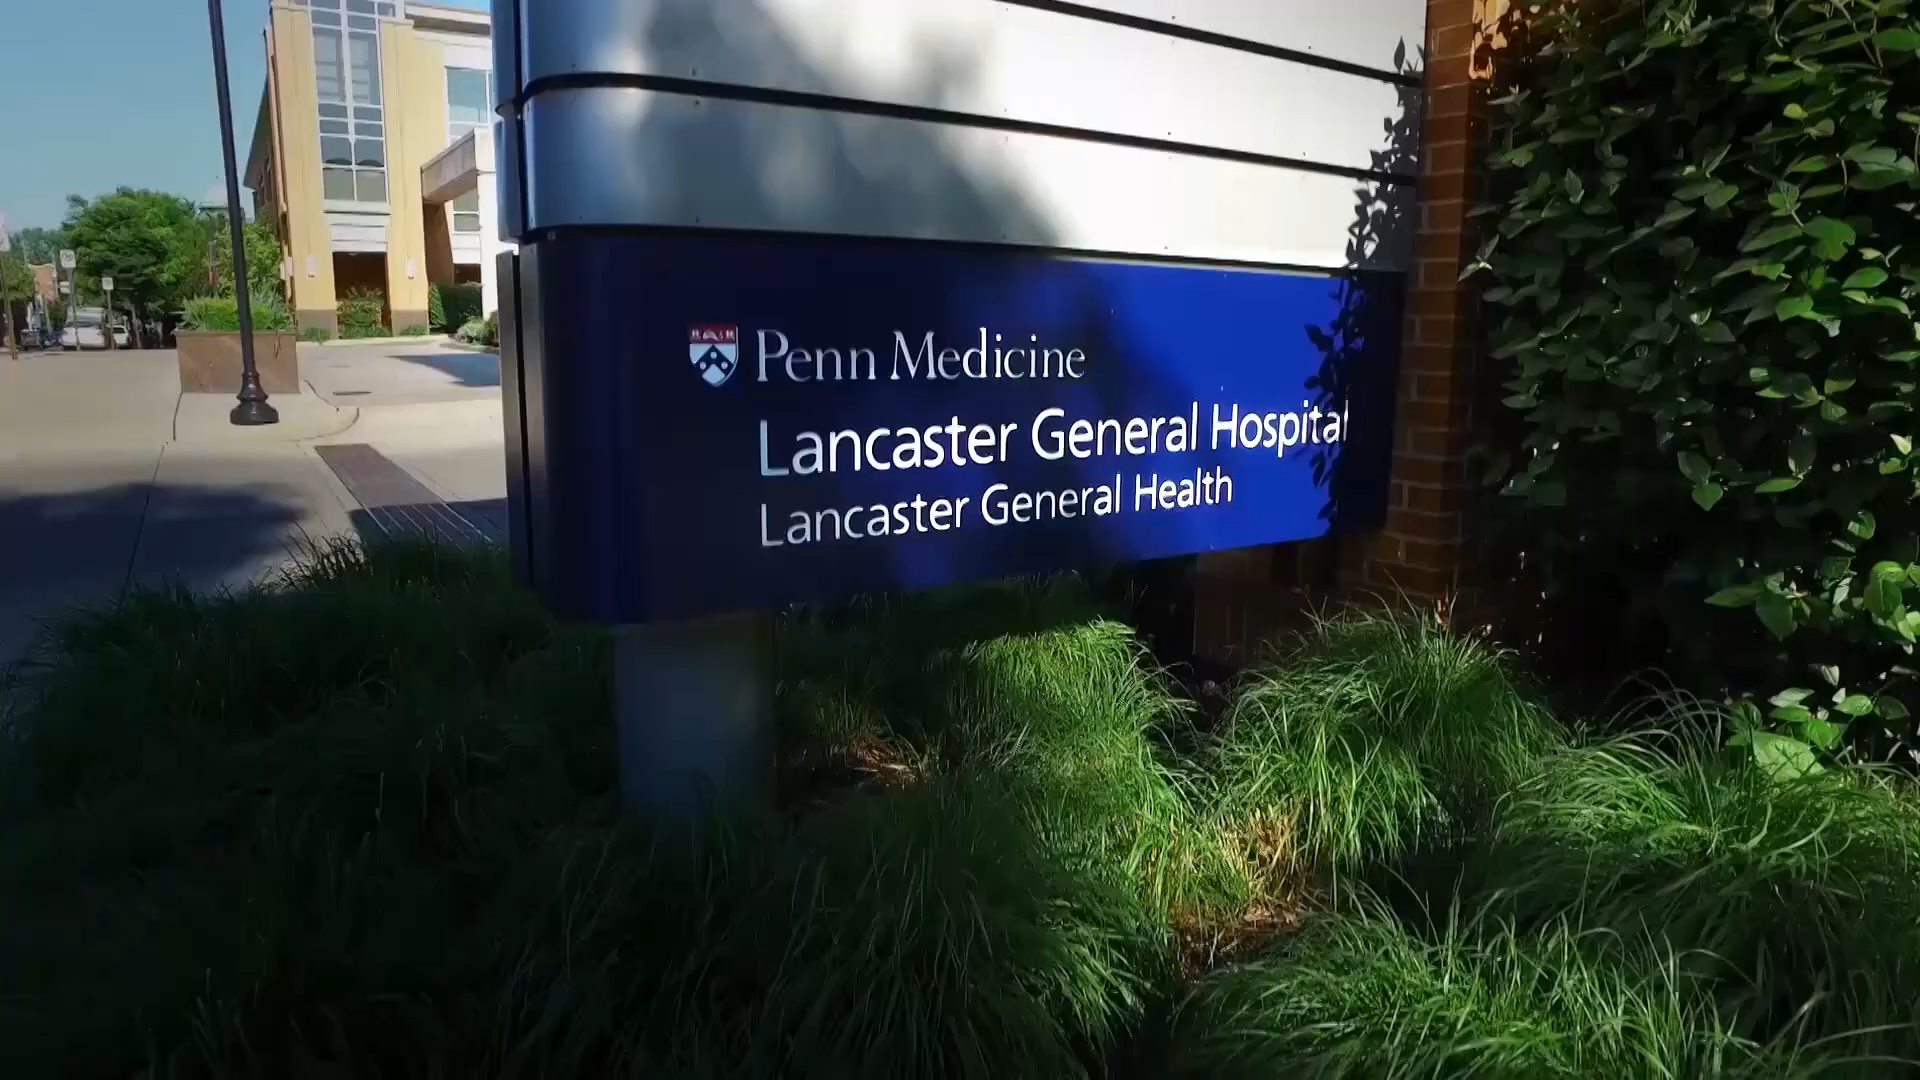 Penn Medicine
Lancaster General Hospital
Lancaster General Health